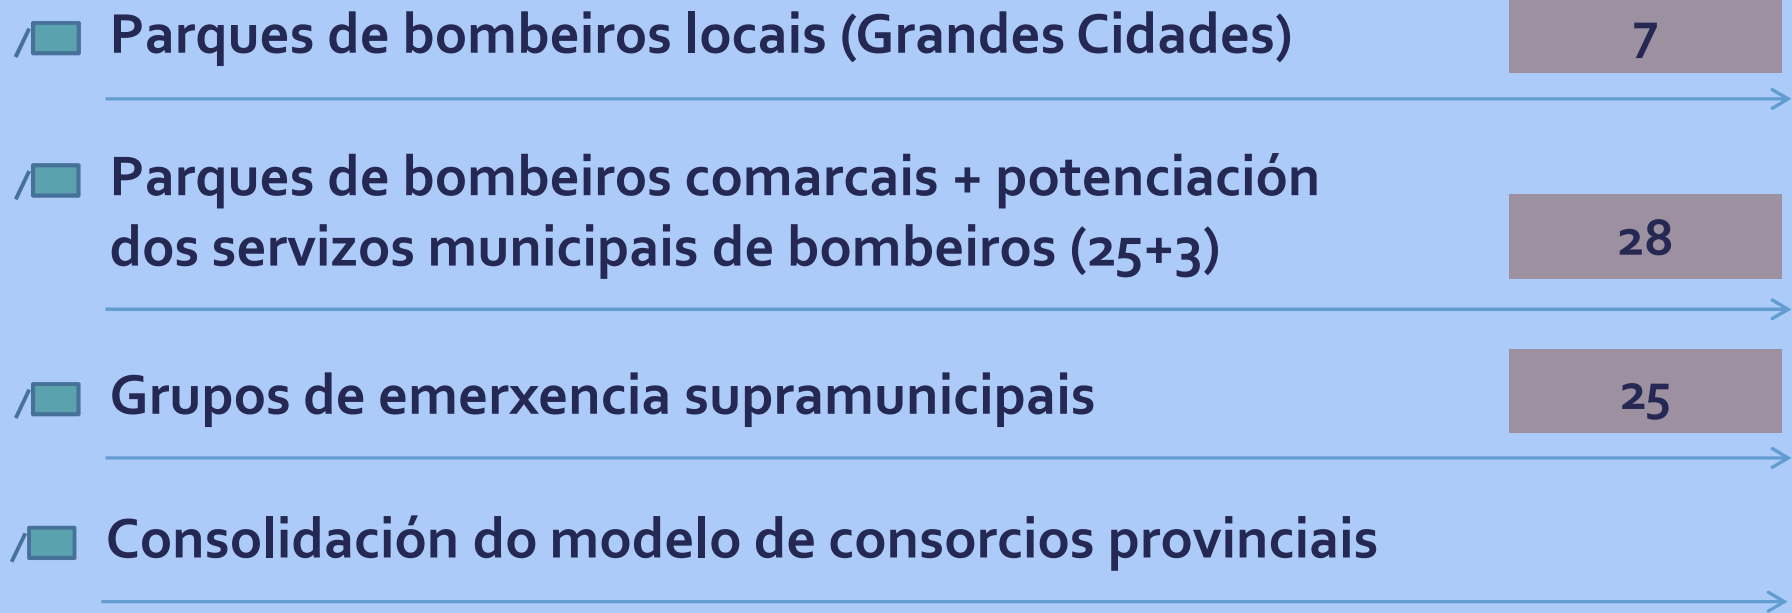 Parques de bombeiros locais (Grandes Cidades) 7
Parques de bombeiros comarcais + potenciación
dos servizos municipais de bombeiros (25+3) 28
Grupos de emerxencia supramunicipais 25
Consolidación do modelo de consorcios provinciais